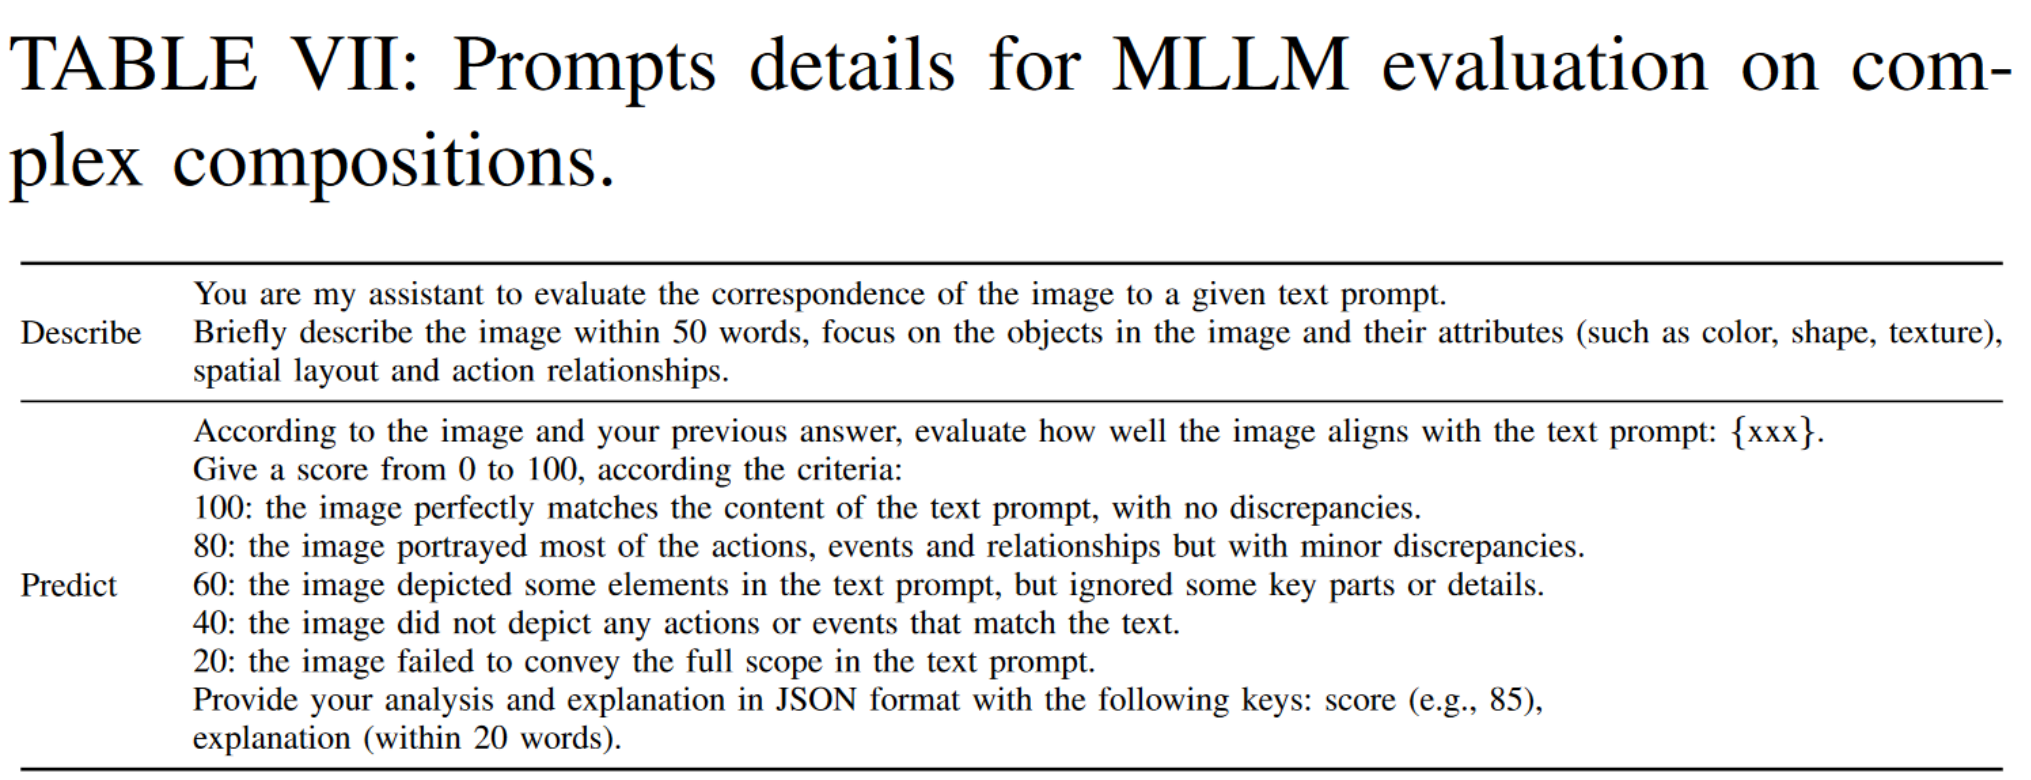 TABLE VII: Prompts details for MLLM evaluation on com-
plex compositions.
You are my assistant to evaluate the correspondence of the image to a given text prompt.
Describe Briefly describe the image within 50 words, focus on the objects in the image and their attributes (such as color, shape, texture),
spatial layout and action relationships.
According to the image and your previous answer, evaluate how well the image aligns with the text prompt: {xxx}.
Give a score from 0 to 100, according the criteria:
100: the image perfectly matches the content of the text prompt, with no discrepancies.
80: the image portrayed most of the actions, events and relationships but with minor discrepancies.
Predict 60: the image depicted some elements in the text prompt, but ignored some key parts or details.
40: the image did not depict any actions or events that match the text.
20: the image failed to convey the full scope in the text prompt.
Provide your analysis and explanation in JSON format with the following keys: score (e.g., 85),
explanation (within 20 words).